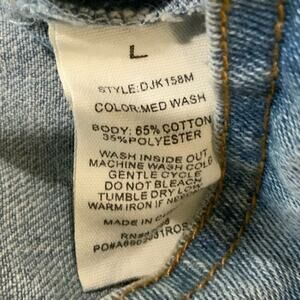 L
STYLE:DJK158M
COLOR:MED WASH
BODY: 65% COTTON
35%POLYESTER
WASH INSIDE OUT
MACHINE WASH COLD
GENTLE CYCLE
DO NOT BLEACH
TUMBLE DRY LOW
WARM IRON IF NEEDED
MADE IN